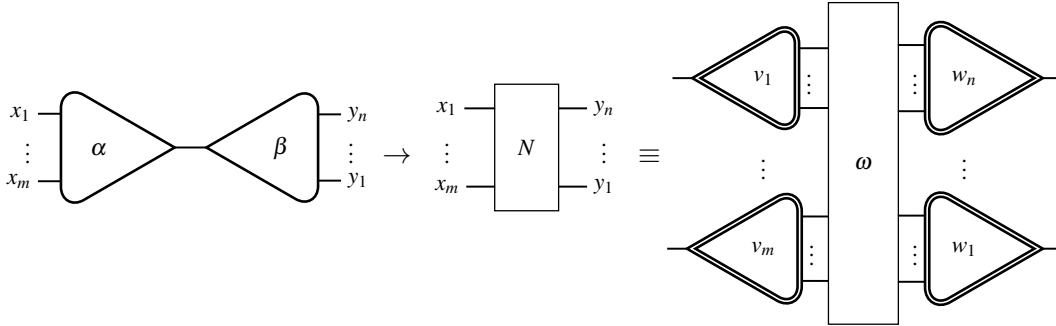 x₁ ⋮ xₘ α β yₙ ⋮ y₁
→
x₁ ⋮ xₘ N yₙ ⋮ y₁
≡
v₁ ⋮ ⋮ wₙ
⋮ ω ⋮
vₘ ⋮ ⋮ w₁